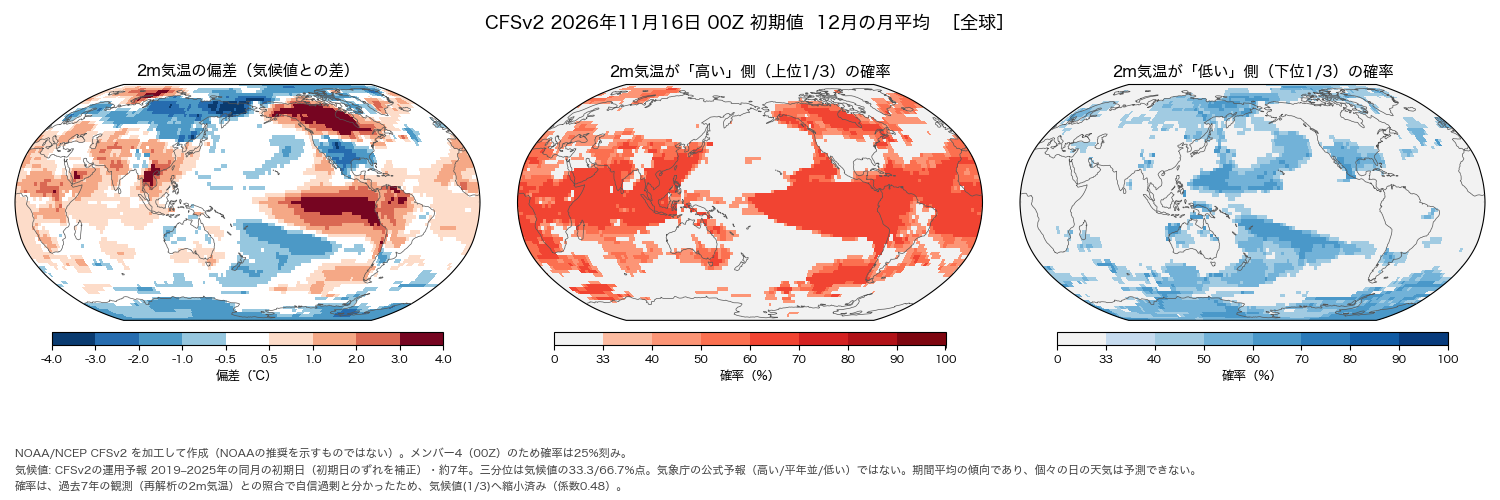 CFSv2 2026年11月16日 00Z 初期値 12月の月平均 ［全球］
2m気温の偏差（気候値との差）
2m気温が「高い」側（上位1/3）の確率
2m気温が「低い」側（下位1/3）の確率
-4.0 -3.0 -2.0 -1.0 -0.5 0.5 1.0 2.0 3.0 4.0
偏差（℃）
0 33 40 50 60 70 80 90 100
確率（%）
0 33 40 50 60 70 80 90 100
確率（%）
NOAA/NCEP CFSv2 を加工して作成（NOAAの推奨を示すものではない）。メンバー4（00Z）のため確率は25%刻み。
気候値: CFSv2の運用予報 2019–2025年の同月の初期日（初期日のずれを補正）・約7年。三分位は気候値の33.3/66.7%点。気象庁の公式予報（高い/平年並/低い）ではない。期間平均の傾向であり、個々の日の天気は予測できない。
確率は、過去7年の観測（再解析の2m気温）との照合で自信過剰と分かったため、気候値(1/3)へ縮小済み（係数0.48）。